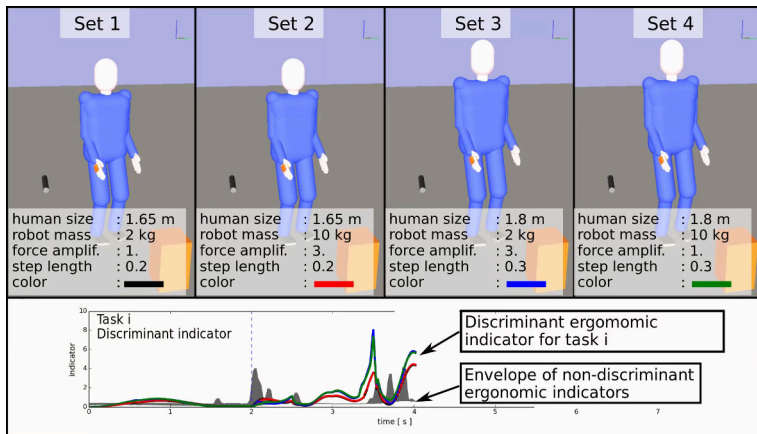 Set 1
human size : 1.65 m
robot mass : 2 kg
force amplif. : 1.
step length : 0.2
color :
Set 2
human size : 1.65 m
robot mass : 10 kg
force amplif. : 3.
step length : 0.2
color :
Set 3
human size : 1.8 m
robot mass : 2 kg
force amplif. : 3.
step length : 0.3
color :
Set 4
human size : 1.8 m
robot mass : 10 kg
force amplif. : 1.
step length : 0.3
color :
Task i
Discriminant indicator
indicator
10
8
6
4
2
0
0 1 2 3 4 5 6 7
time [ s ]
Discriminant ergomomic
indicator for task i
Envelope of non-discriminant
ergonomic indicators